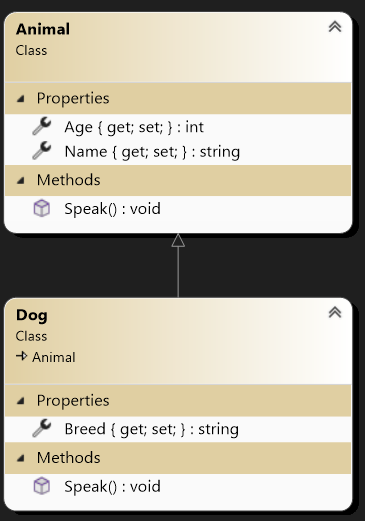 Animal
Class
Properties
Age { get; set; } : int
Name { get; set; } : string
Methods
Speak() : void
Dog
Class
Animal
Properties
Breed { get; set; } : string
Methods
Speak() : void